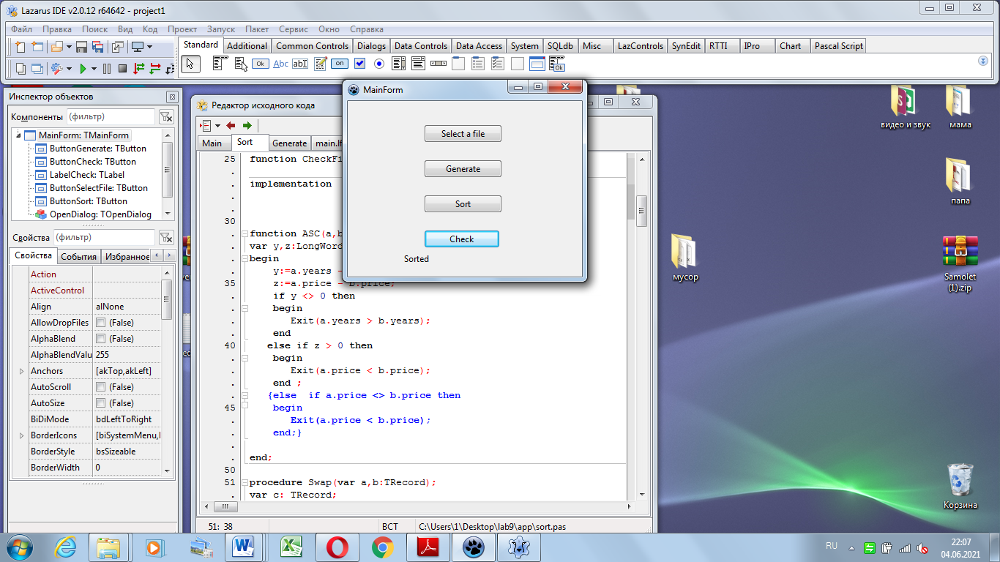 Lazarus IDE v2.0.12 r64642 - project1
Файл Правка Поиск Вид Код Проект Запуск Пакет Сервис Окно Справка
Standard Additional Common Controls Dialogs Data Controls Data Access System SQLdb Misc LazControls SynEdit RTTI IPro Chart Pascal Script
Ok Abc abI on Ok
Инспектор объектов
Компоненты (фильтр)
MainForm: TMainForm
ButtonGenerate: TButton
ButtonCheck: TButton
LabelCheck: TLabel
ButtonSelectFile: TButton
ButtonSort: TButton
OpenDialog: TOpenDialog
Свойства (фильтр)
Свойства События Избранное
Action
ActiveControl
Align alNone
AllowDropFiles (False)
AlphaBlend (False)
AlphaBlendValu 255
Anchors [akTop,akLeft]
AutoScroll (False)
AutoSize (False)
BiDiMode bdLeftToRight
BorderIcons [biSystemMenu,
BorderStyle bsSizeable
BorderWidth 0
Редактор исходного кода
Main Sort Generate main.lf
25 function CheckFi
implementation
30
function ASC(a,b
var y,z:LongWord
begin
y:=a.years -
35 z:=a.price - b.price;
if y <> 0 then
begin
Exit(a.years > b.years);
end
40 else if z > 0 then
begin
Exit(a.price < b.price);
end ;
{else if a.price <> b.price then
45 begin
Exit(a.price < b.price);
end;}
end;
50
51 procedure Swap(var a,b:TRecord);
var c: TRecord;
51: 38 ВСТ C:\Users\1\Desktop\lab9\app\sort.pas
MainForm
Select a file
Generate
Sort
Check
Sorted
видео и звук
мама
папа
мусор
Samolet
(1).zip
Корзина
RU
22:07
04.06.2021